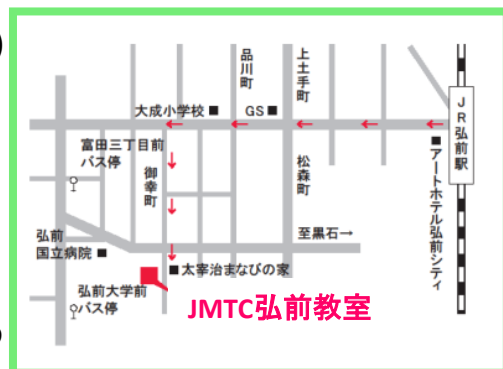 品川町
上土手町
大成小学校
GS
JR弘前駅
富田三丁目前
バス停
御幸町
松森町
アートホテル弘前シティ
弘前
国立病院
至黒石→
太宰治まなびの家
弘前大学前
バス停
JMTC弘前教室